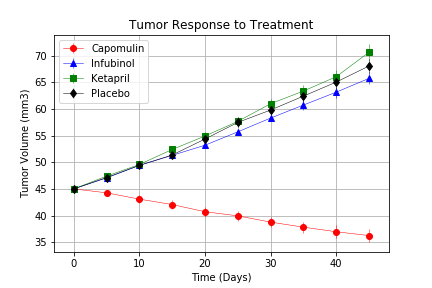 Tumor Response to Treatment
Capomulin
Infubinol
Ketapril
Placebo
Tumor Volume (mm3)
70
65
60
55
50
45
40
35
0
10
20
30
40
Time (Days)